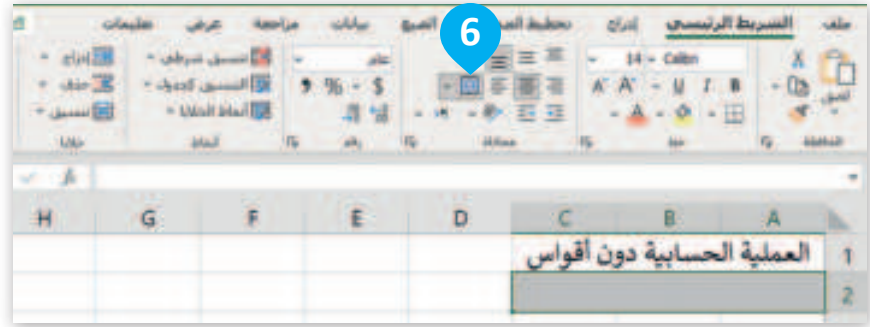 ملف الشريط الرئيسي إدراج تخطيط الصيغ بيانات مراجعة عرض تعليمات
6
Calibri 14 عام تنسيق شرطي إدراج
لصق B I U A A $ % 9 التنسيق كجدول حذف
A أنماط الخلايا تنسيق
الحافظة خط محاذاة رقم أنماط خلايا
fx
A B C D E F G H
1 العملية الحسابية دون أقواس
2